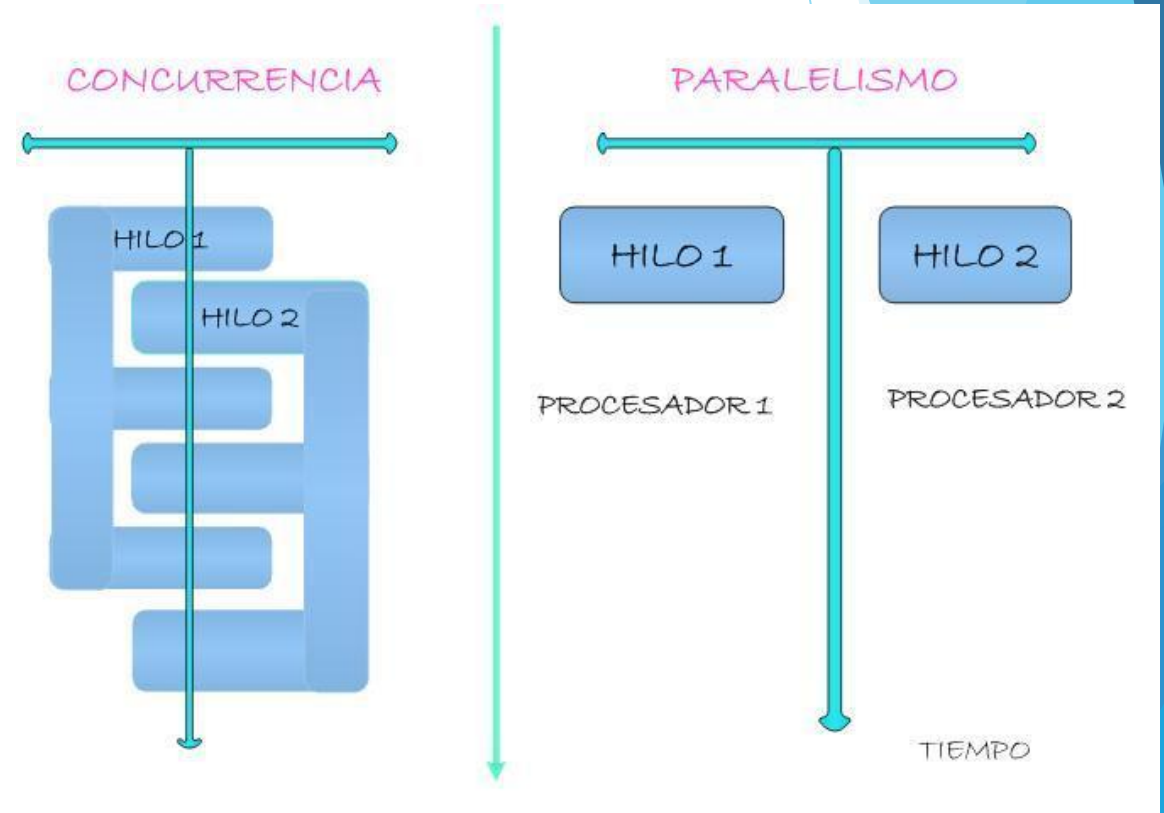 CONCURRENCIA
HILO 1
HILO 2
PARALELISMO
HILO 1
HILO 2
PROCESADOR 1
PROCESADOR 2
TIEMPO